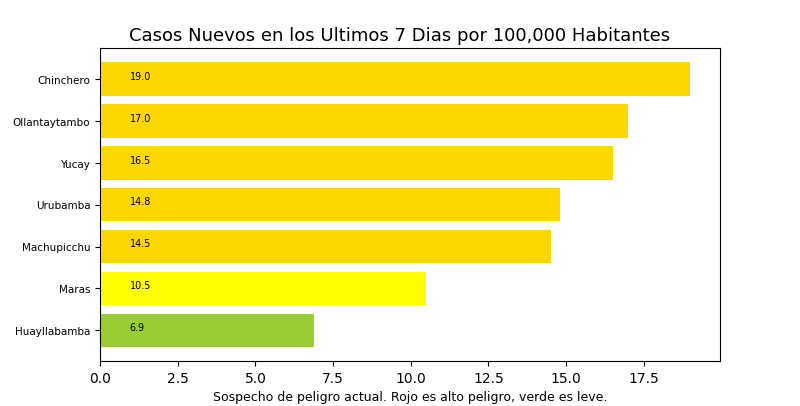 Casos Nuevos en los Ultimos 7 Dias por 100,000 Habitantes
Chinchero 19.0
Ollantaytambo 17.0
Yucay 16.5
Urubamba 14.8
Machupicchu 14.5
Maras 10.5
Huayllabamba 6.9
0.0 2.5 5.0 7.5 10.0 12.5 15.0 17.5
Sospecho de peligro actual. Rojo es alto peligro, verde es leve.